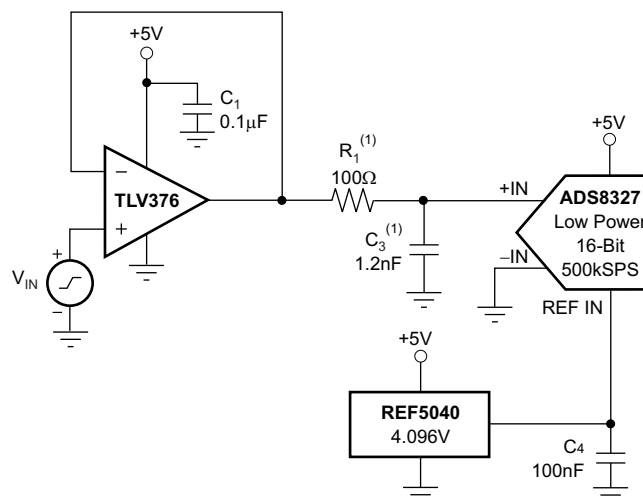 +5V
C1
0.1μF
R1(1)
100Ω
+5V
−
TLV376
+
+IN
ADS8327
Low Power
16-Bit
500kSPS
C3(1)
1.2nF
−IN
+
VIN
−
REF IN
+5V
REF5040
4.096V
C4
100nF